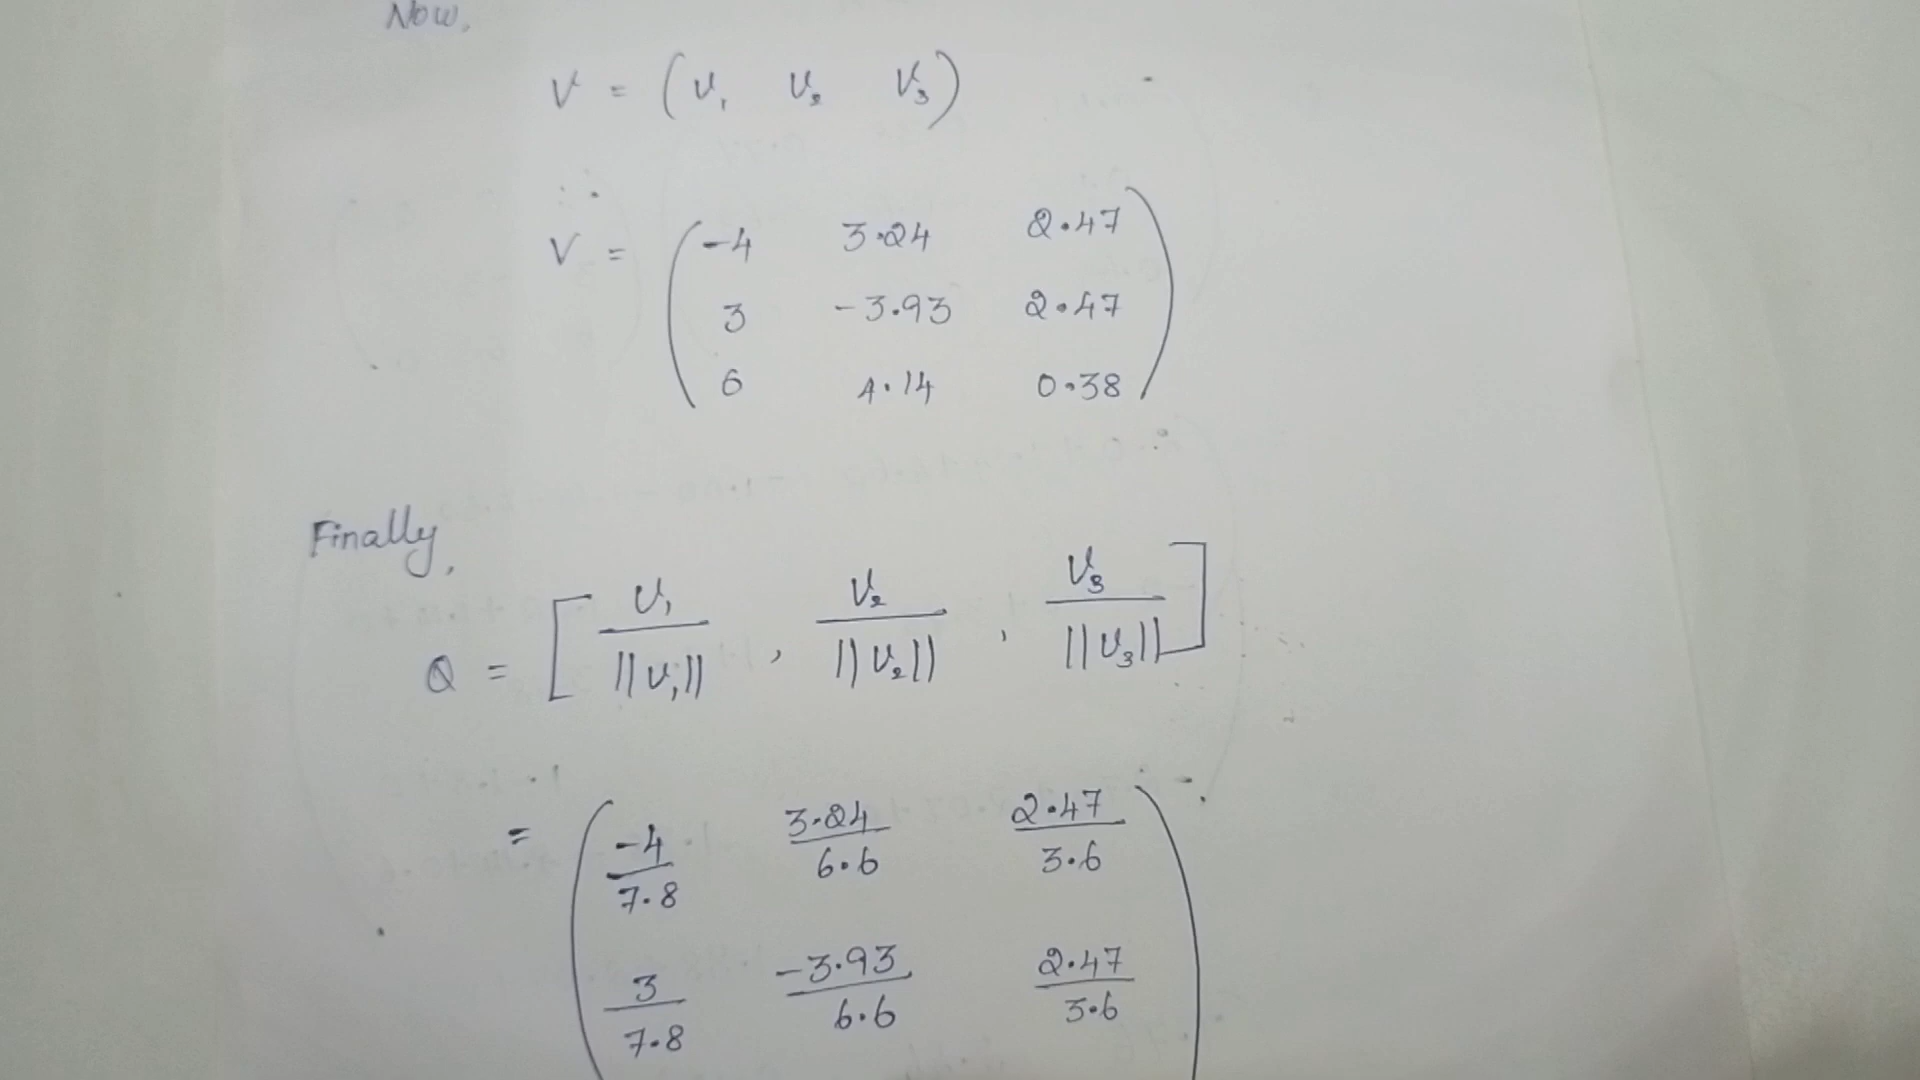 Now,
V = (v₁ v₂ v₃)
∴ V = ( -4 3.24 2.47
3 -3.93 2.47
6 4.14 0.38 )
Finally,
Q = [ v₁/||v₁|| , v₂/||v₂|| , v₃/||v₃|| ]
= ( -4/7.8 3.24/6.6 2.47/3.6
3/7.8 -3.93/6.6 2.47/3.6